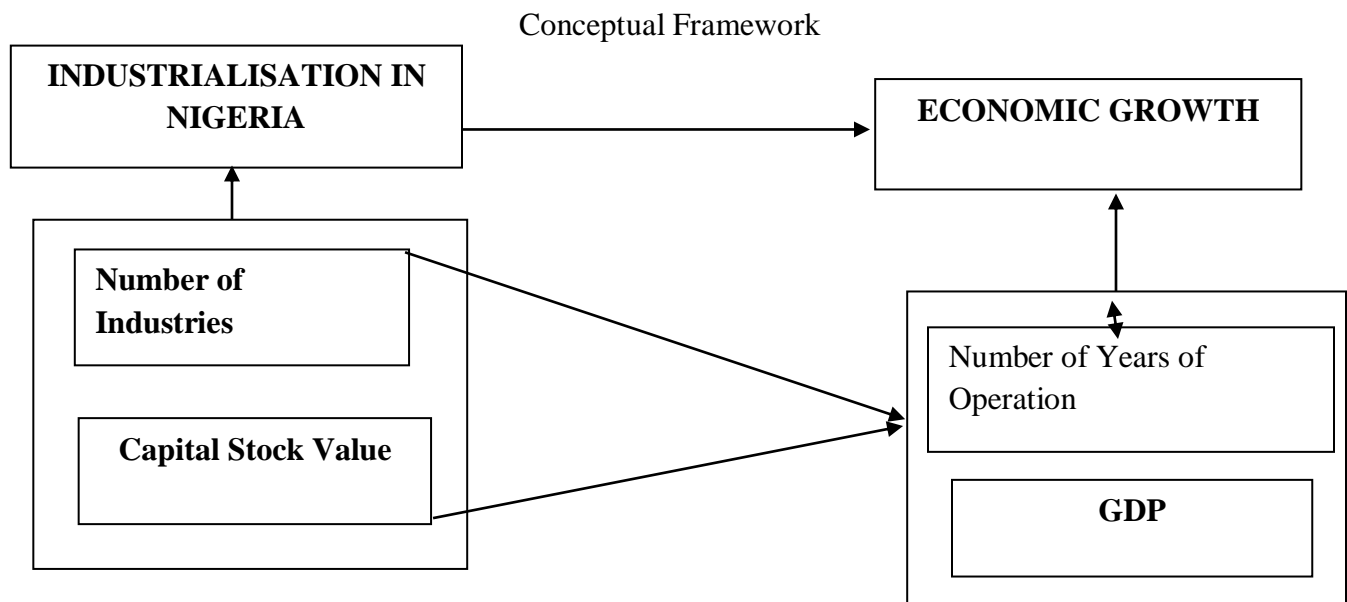 Conceptual Framework
INDUSTRIALISATION IN
NIGERIA
ECONOMIC GROWTH
Number of
Industries
Capital Stock Value
Number of Years of
Operation
GDP